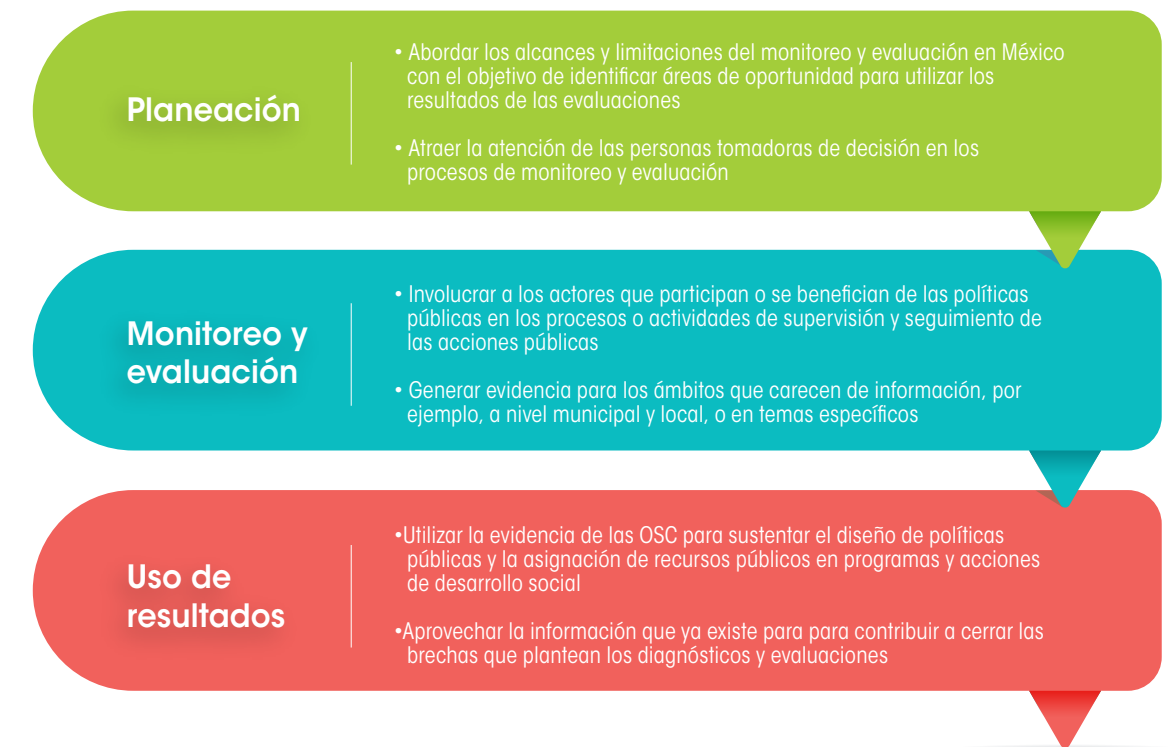 Planeación
• Abordar los alcances y limitaciones del monitoreo y evaluación en México
con el objetivo de identificar áreas de oportunidad para utilizar los
resultados de las evaluaciones
• Atraer la atención de las personas tomadoras de decisión en los
procesos de monitoreo y evaluación
Monitoreo y
evaluación
• Involucrar a los actores que participan o se benefician de las políticas
públicas en los procesos o actividades de supervisión y seguimiento de
las acciones públicas
• Generar evidencia para los ámbitos que carecen de información, por
ejemplo, a nivel municipal y local, o en temas específicos
Uso de
resultados
•Utilizar la evidencia de las OSC para sustentar el diseño de políticas
públicas y la asignación de recursos públicos en programas y acciones
de desarrollo social
•Aprovechar la información que ya existe para para contribuir a cerrar las
brechas que plantean los diagnósticos y evaluaciones